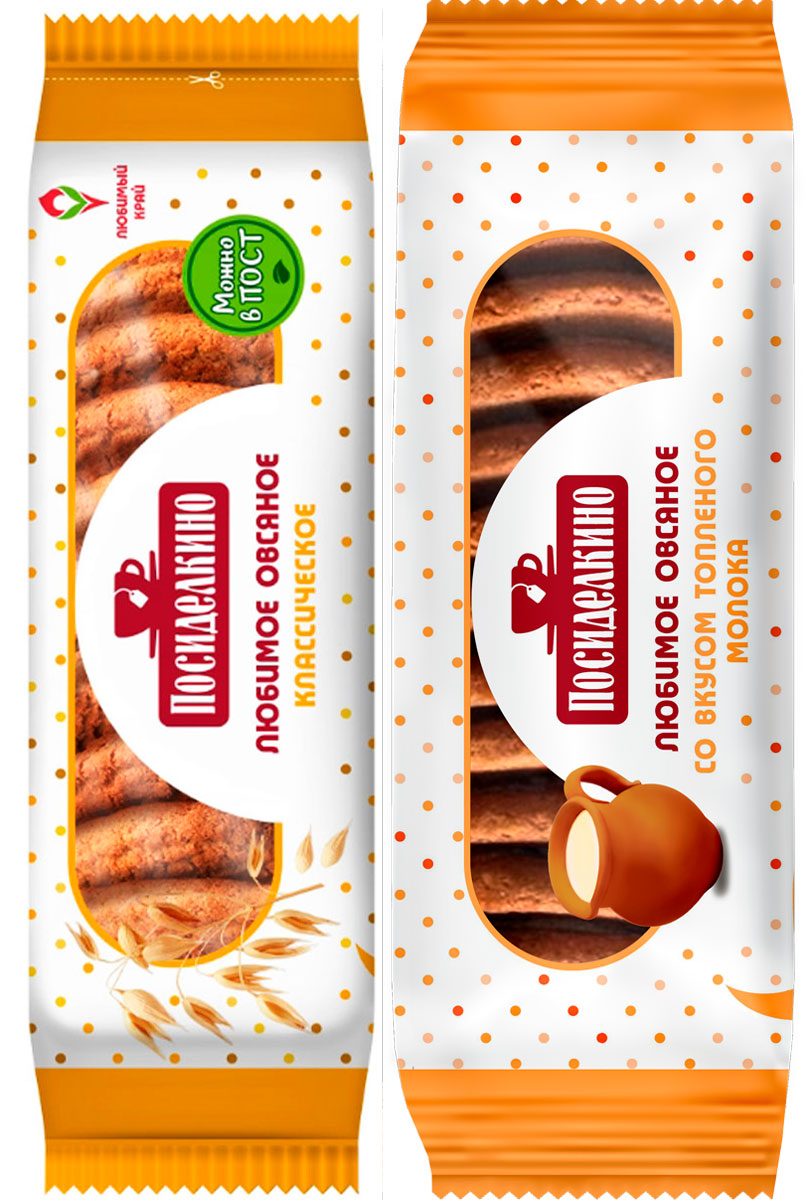 ЛЮБИМЫЙ
КРАЙ
Можно
в ПОСТ
Посиделкино
ЛЮБИМОЕ ОВСЯНОЕ
КЛАССИЧЕСКОЕ
Посиделкино
ЛЮБИМОЕ ОВСЯНОЕ
СО ВКУСОМ ТОПЛЕНОГО
МОЛОКА